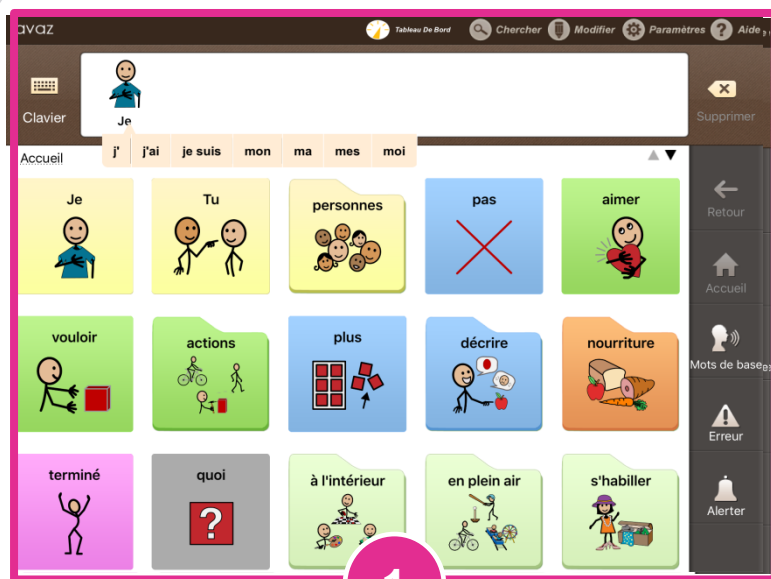 avaz
Tableau De Bord Chercher Modifier Paramètres ? Aide
Clavier
Je
Supprimer
j' j'ai je suis mon ma mes moi
Accueil
Je Tu personnes pas aimer
Retour
Accueil
vouloir actions plus décrire nourriture
Mots de base
Erreur
terminé quoi à l'intérieur en plein air s'habiller
?
Alerter
1